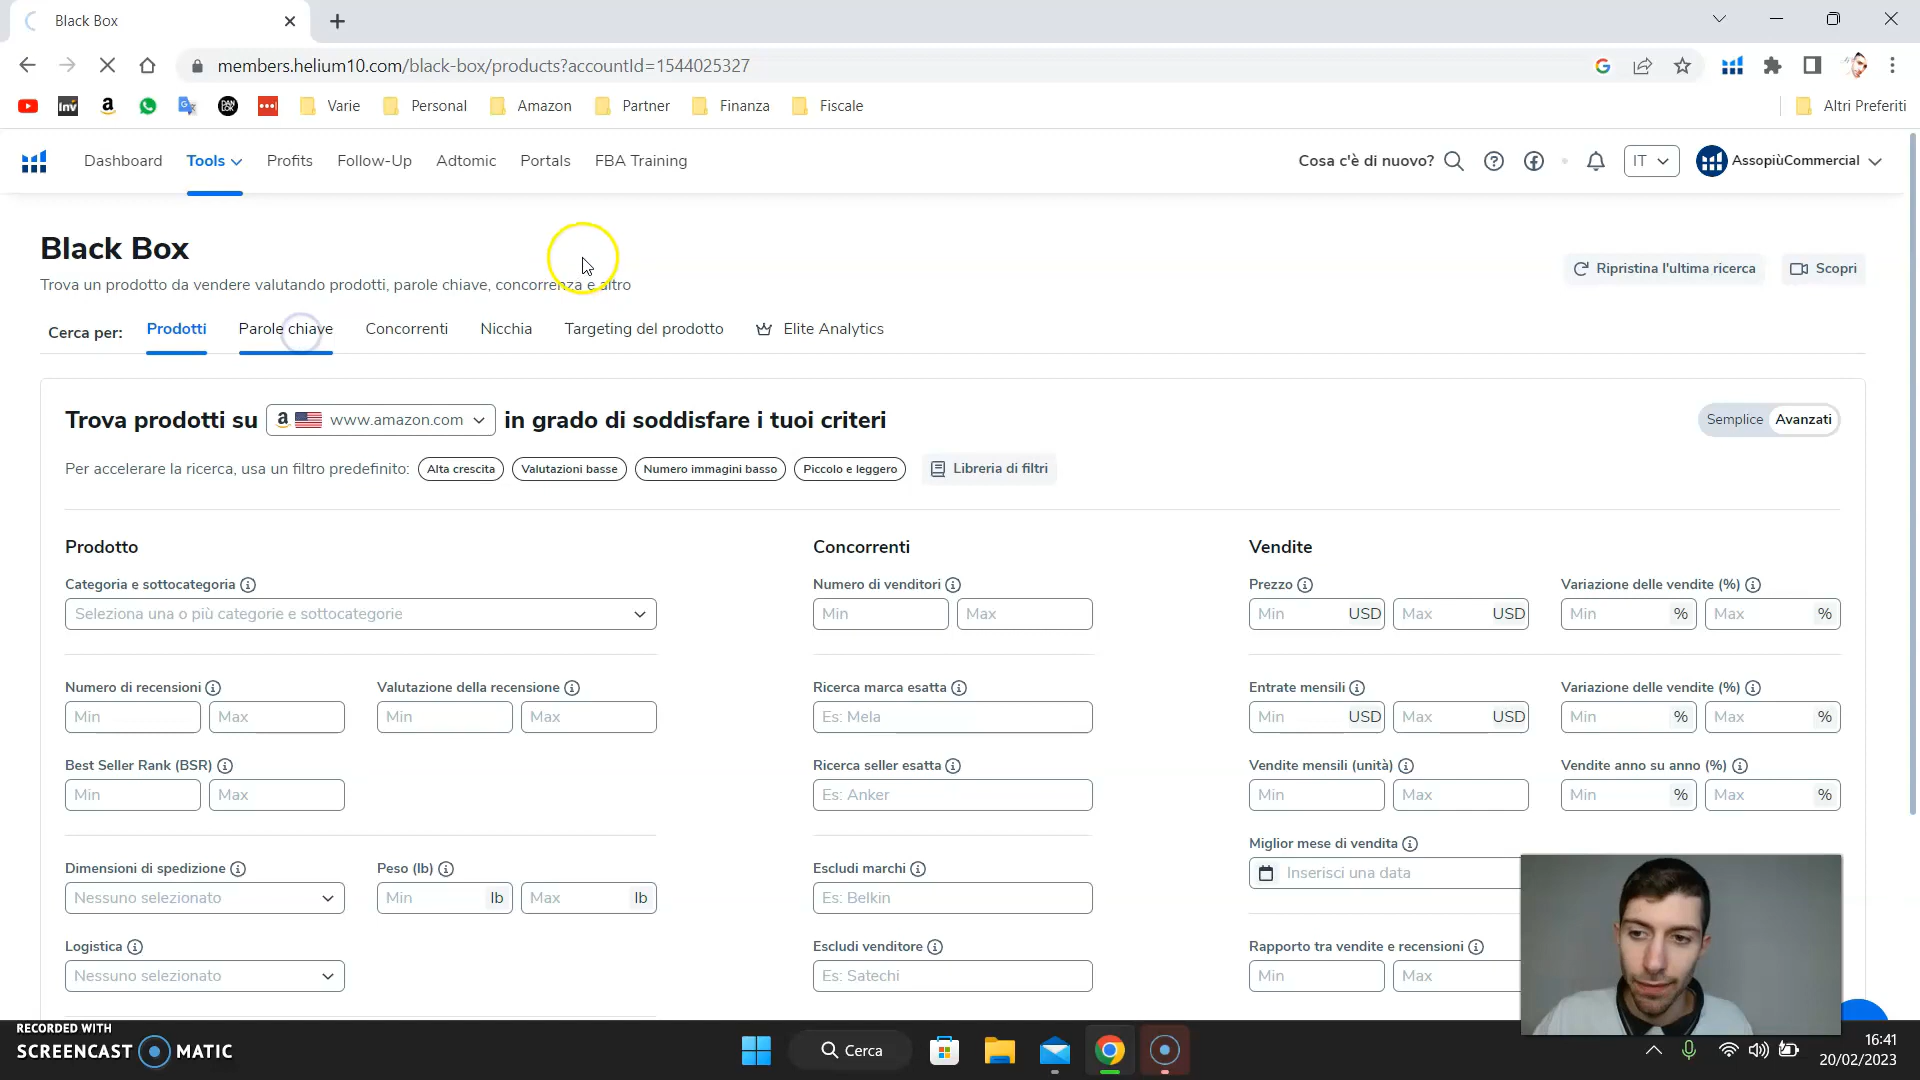 Black Box
members.helium10.com/black-box/products?accountId=1544025327
Inv
Varie
Personal
Amazon
Partner
Finanza
Fiscale
Altri Preferiti
Dashboard
Tools
Profits
Follow-Up
Adtomic
Portals
FBA Training
Cosa c'è di nuovo?
IT
AssopiùCommercial
Black Box
Trova un prodotto da vendere valutando prodotti, parole chiave, concorrenza e altro
Ripristina l'ultima ricerca
Scopri
Cerca per:
Prodotti
Parole chiave
Concorrenti
Nicchia
Targeting del prodotto
Elite Analytics
Trova prodotti su
www.amazon.com
in grado di soddisfare i tuoi criteri
Semplice
Avanzati
Per accelerare la ricerca, usa un filtro predefinito:
Alta crescita
Valutazioni basse
Numero immagini basso
Piccolo e leggero
Libreria di filtri
Prodotto
Concorrenti
Vendite
Categoria e sottocategoria
Numero di venditori
Prezzo
Variazione delle vendite (%)
Seleziona una o più categorie e sottocategorie
Min
Max
Min USD
Max USD
Min %
Max %
Numero di recensioni
Valutazione della recensione
Ricerca marca esatta
Entrate mensili
Variazione delle vendite (%)
Min
Max
Min
Max
Es: Mela
Min USD
Max USD
Min %
Max %
Best Seller Rank (BSR)
Ricerca seller esatta
Vendite mensili (unità)
Vendite anno su anno (%)
Min
Max
Es: Anker
Min
Max
Min %
Max %
Miglior mese di vendita
Inserisci una data
Dimensioni di spedizione
Peso (lb)
Escludi marchi
Nessuno selezionato
Min lb
Max lb
Es: Belkin
Logistica
Escludi venditore
Rapporto tra vendite e recensioni
Nessuno selezionato
Es: Satechi
Min
Max
RECORDED WITH
SCREENCAST MATIC
Cerca
16:41
20/02/2023